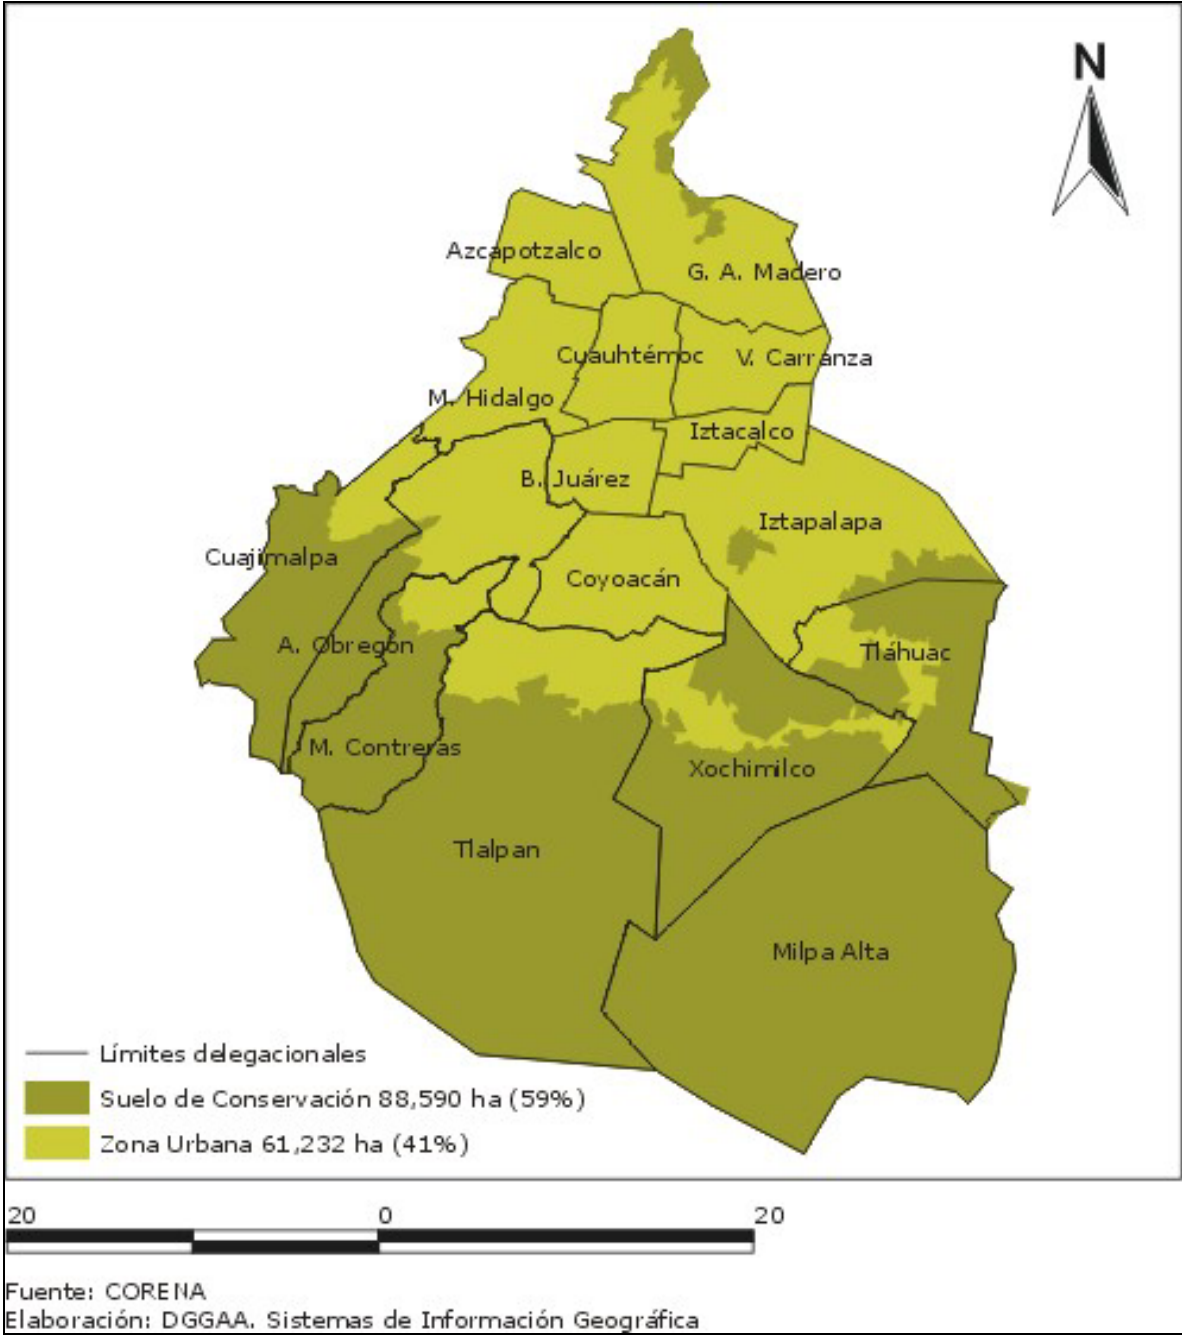 N
Azcapotzalco
G. A. Madero
Cuauhtémoc
V. Carranza
M. Hidalgo
Iztacalco
B. Juárez
Iztapalapa
Cuajimalpa
Coyoacán
A. Obregón
Tláhuac
M. Contreras
Xochimilco
Tlalpan
Milpa Alta
Límites delegacionales
Suelo de Conservación 88,590 ha (59%)
Zona Urbana 61,232 ha (41%)
20 0 20
Fuente: CORENA
Elaboración: DGGAA. Sistemas de Información Geográfica